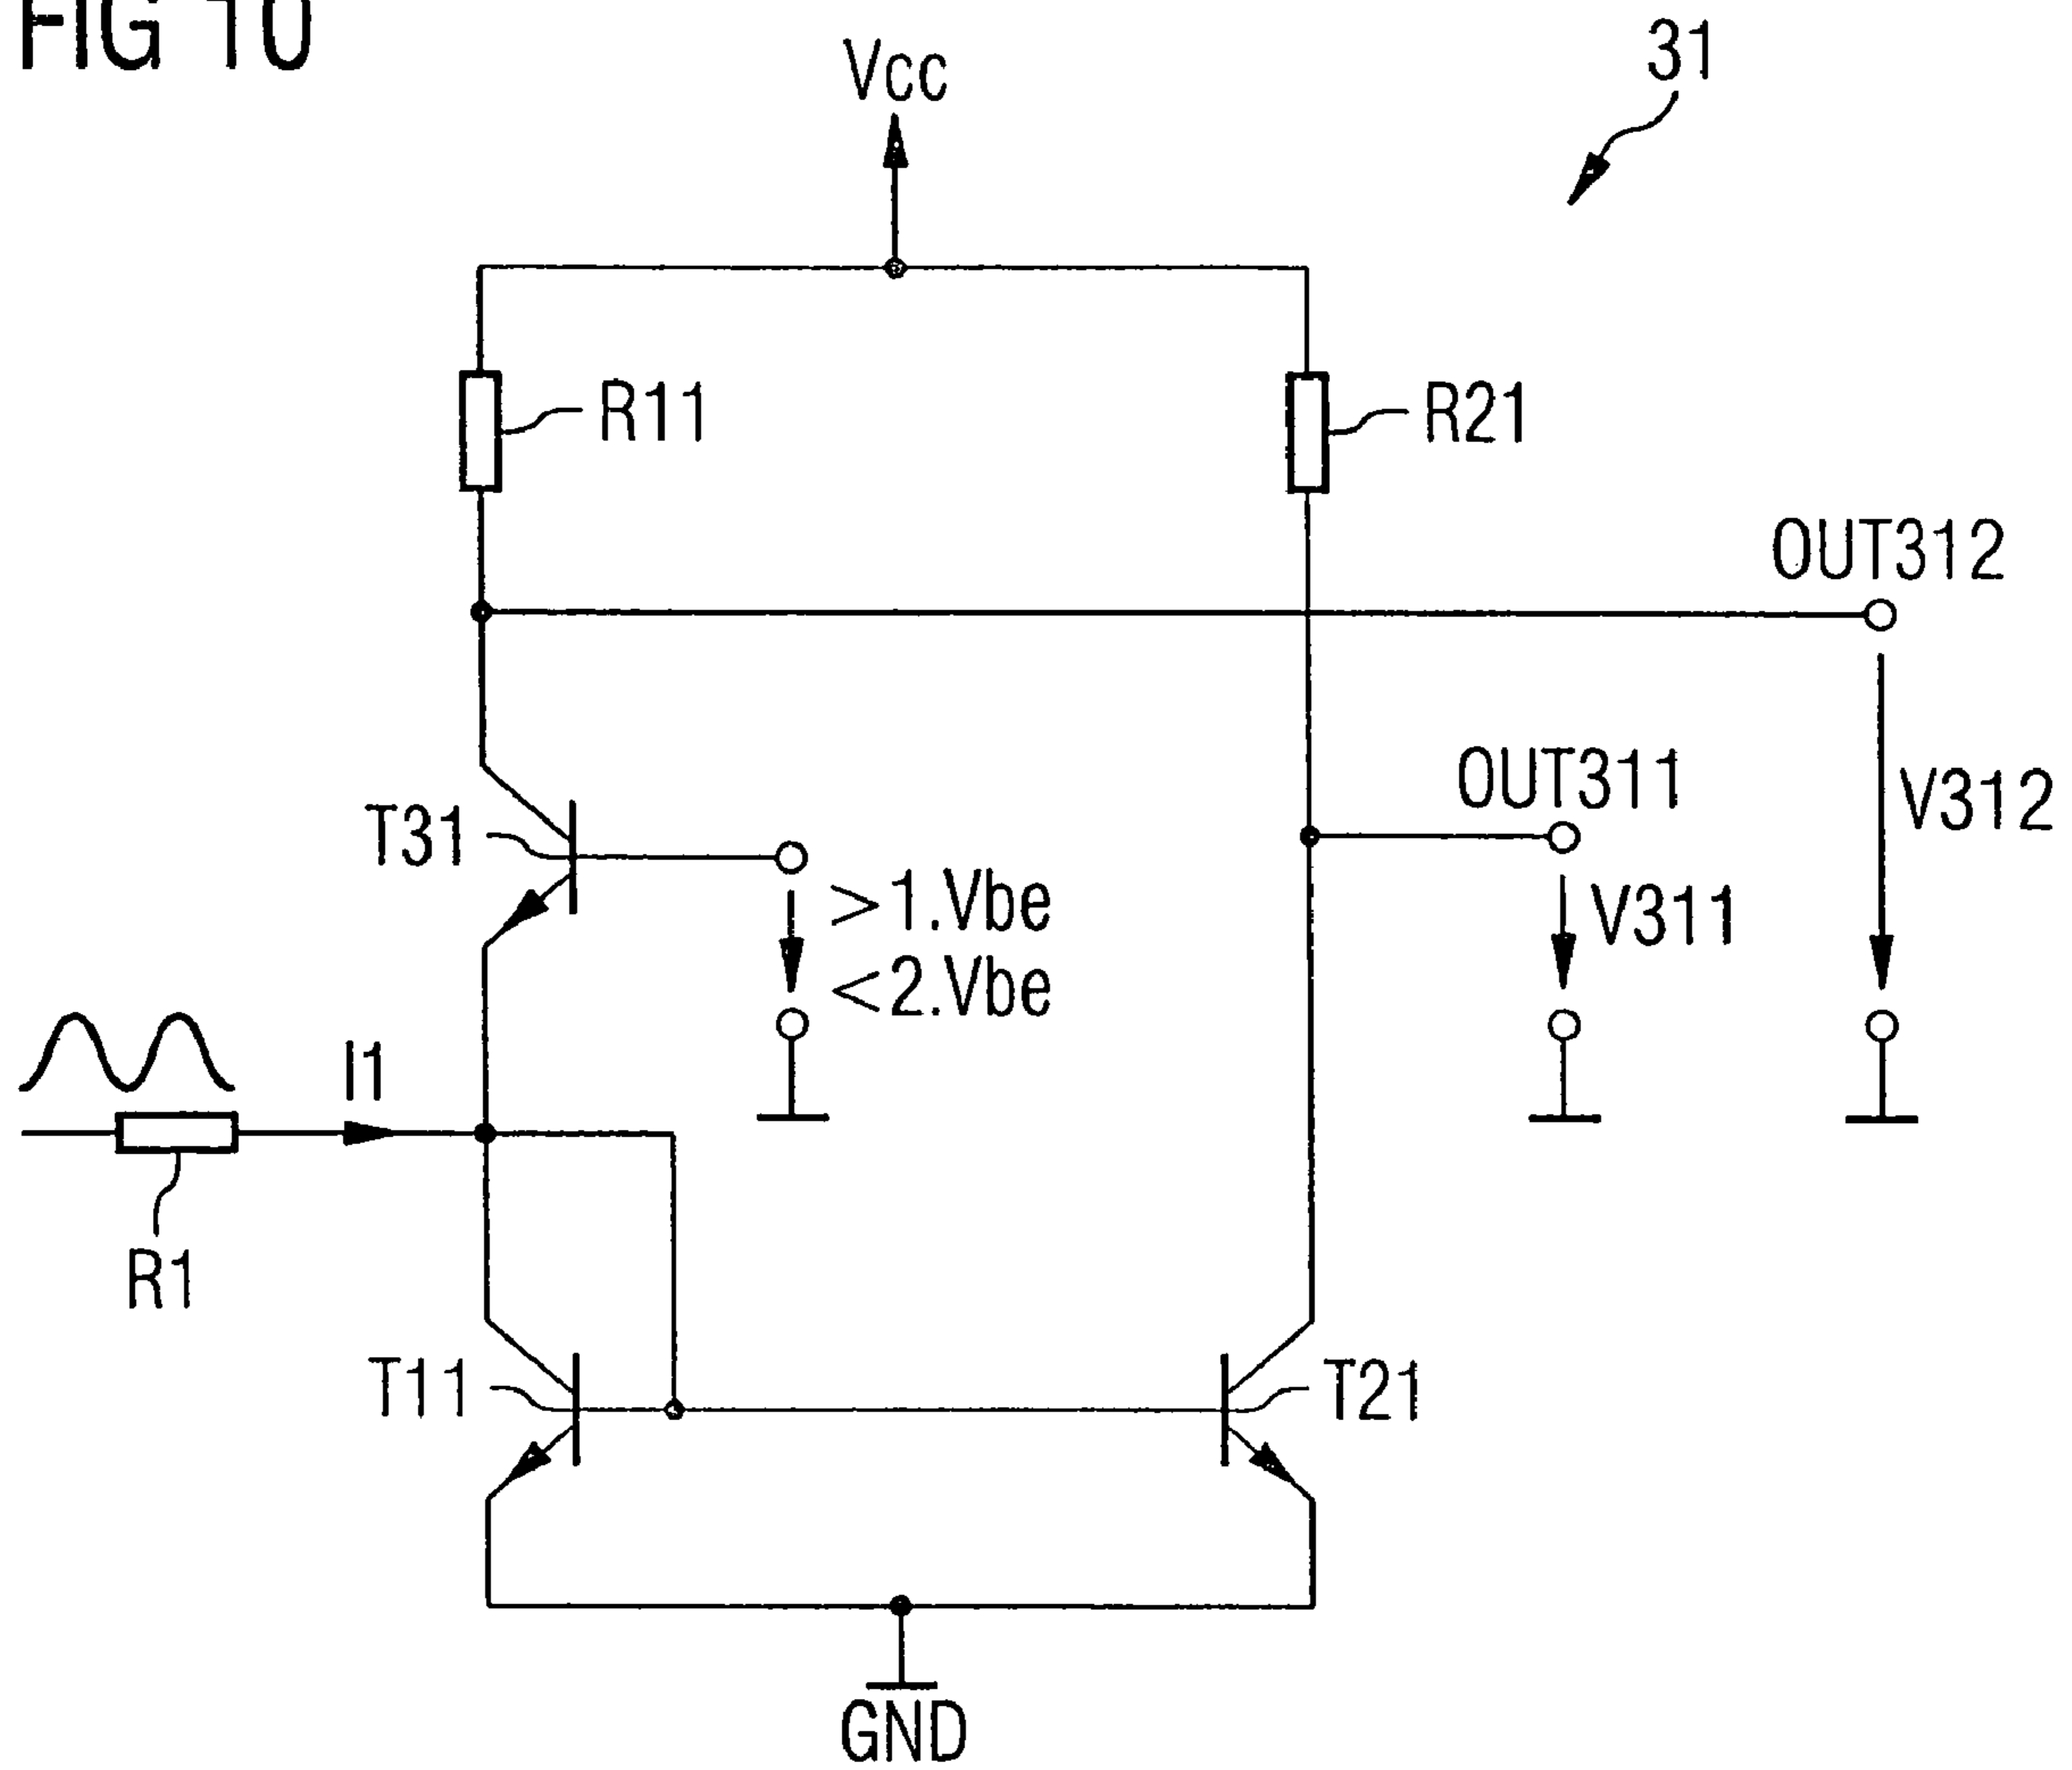 FIG 10
Vcc
31
R11
R21
OUT312
OUT311
T31
V312
>1.Vbe
V311
<2.Vbe
I1
R1
T11
T21
GND